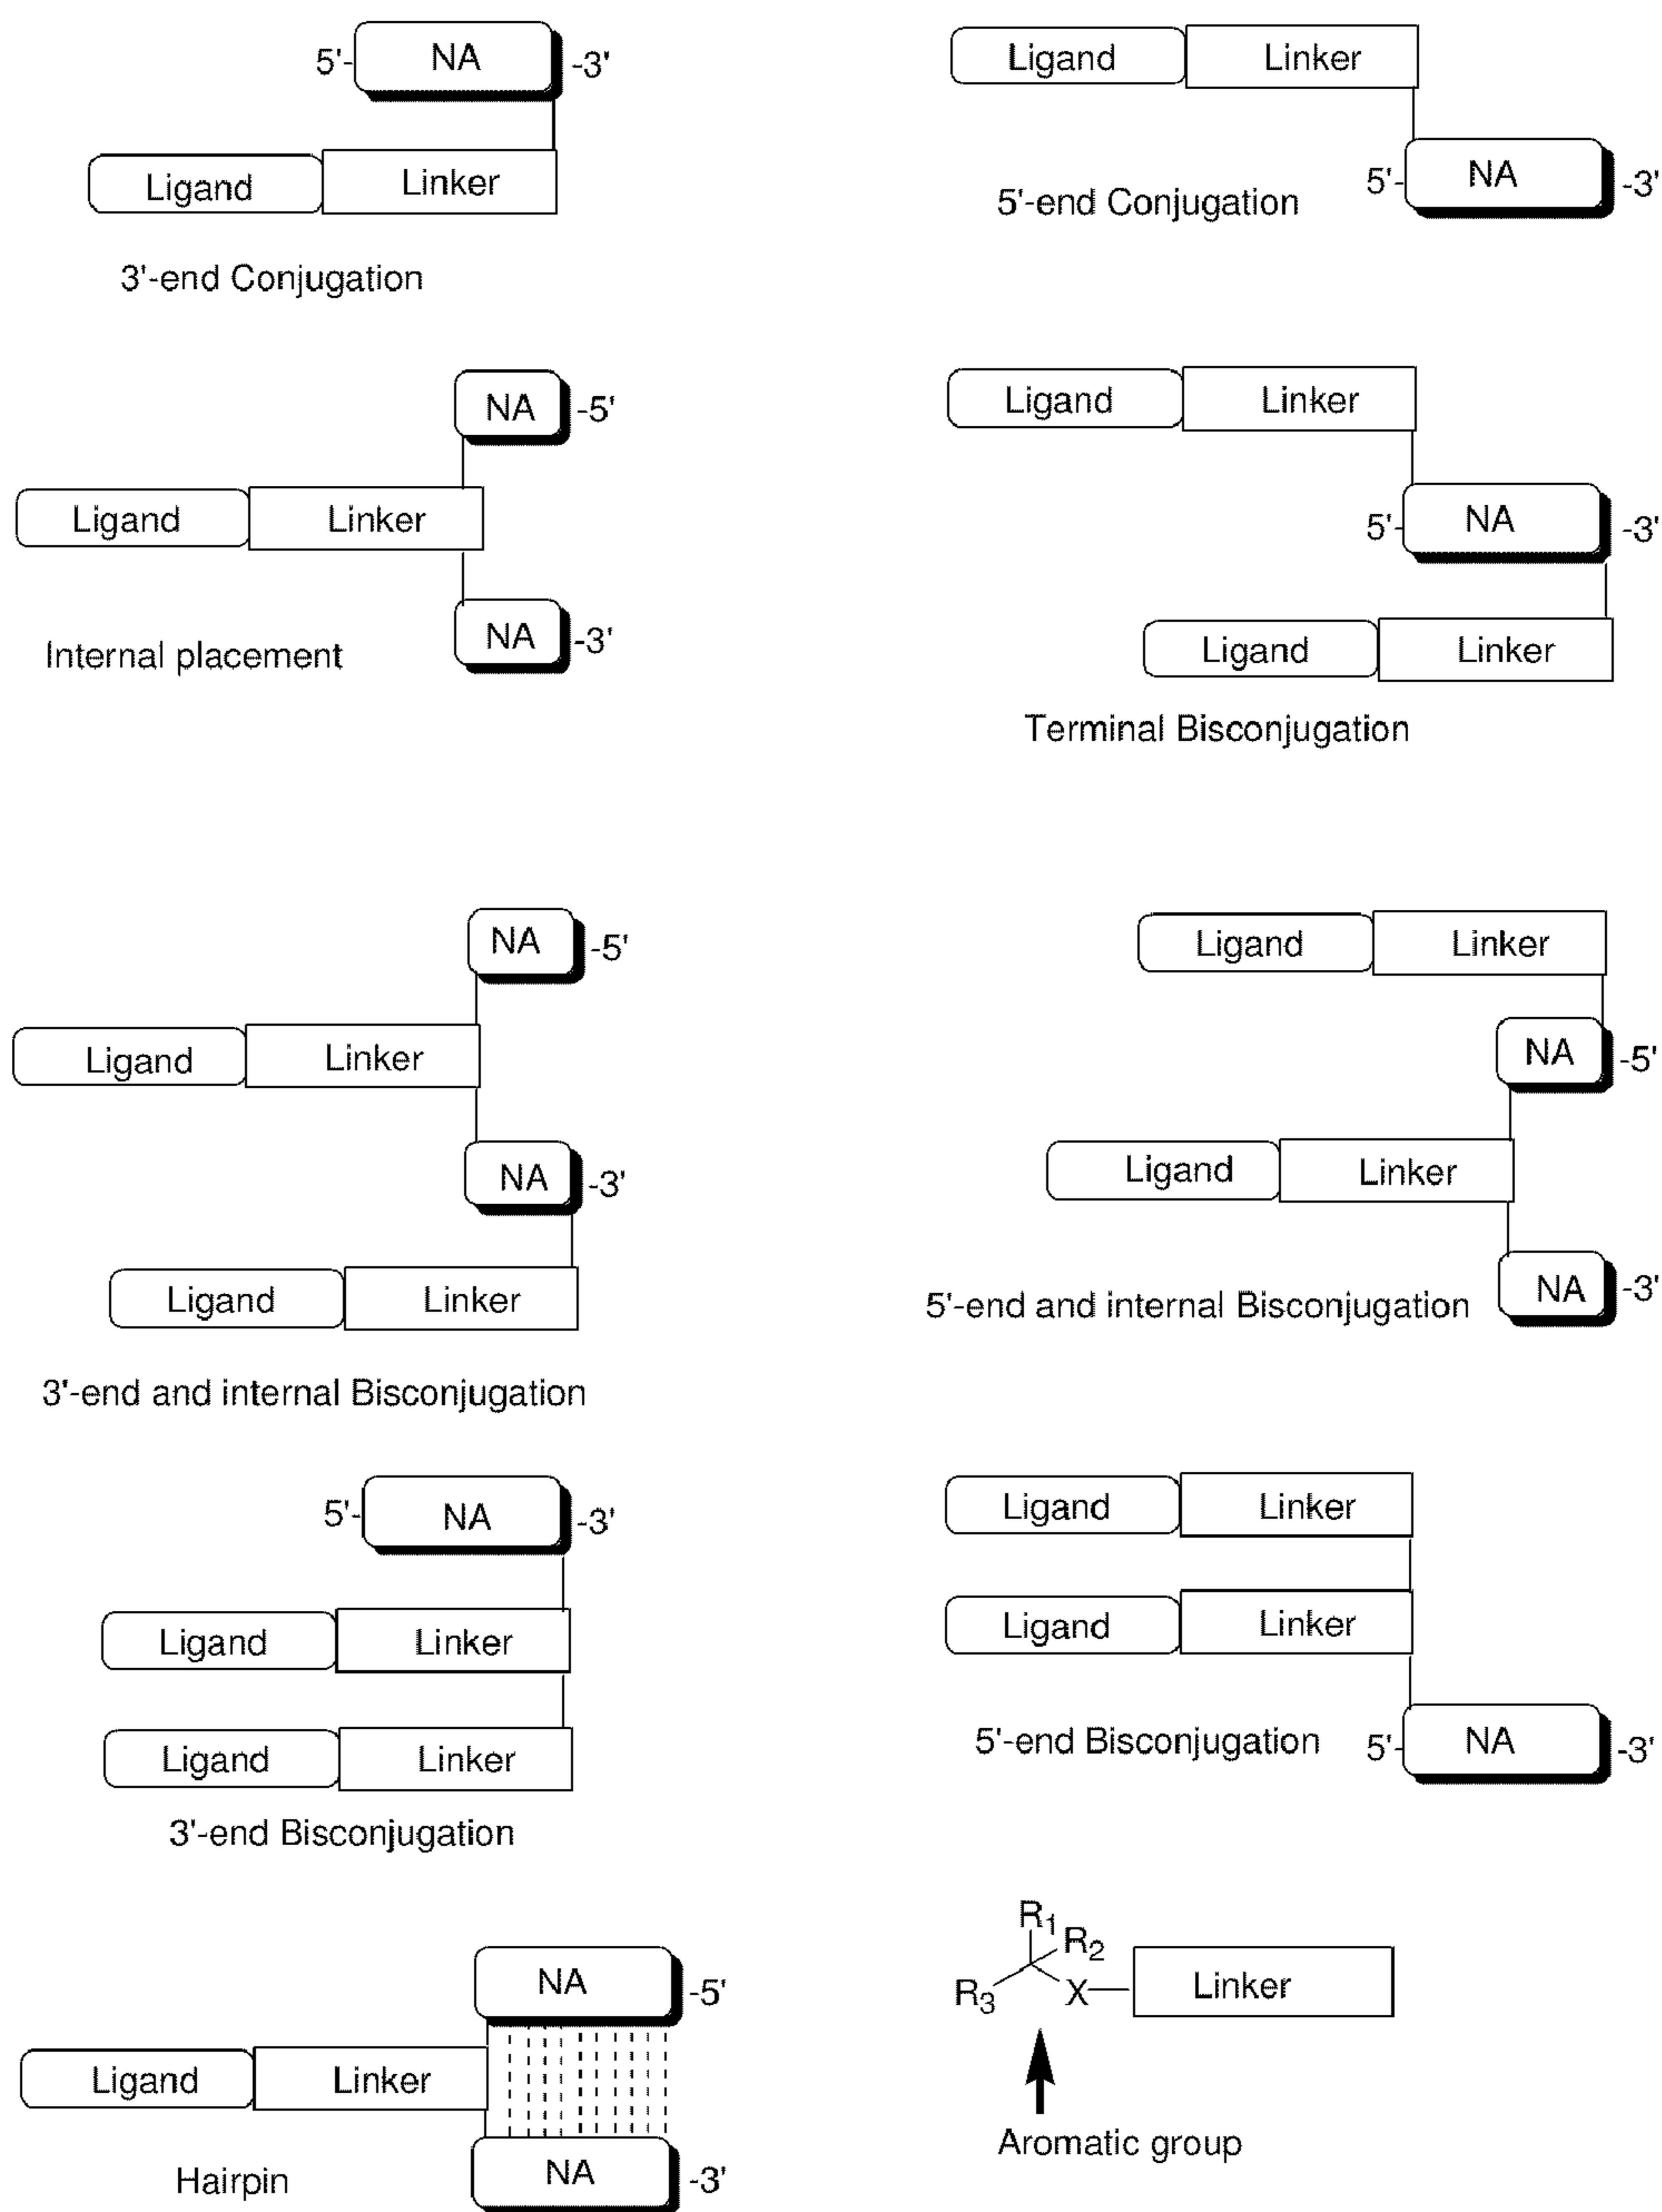 5'- NA -3'
Ligand Linker
3'-end Conjugation
Ligand Linker
5'- NA -3'
5'-end Conjugation
NA -5'
Ligand Linker
NA -3'
Internal placement
Ligand Linker
5'- NA -3'
Ligand Linker
Terminal Bisconjugation
NA -5'
Ligand Linker
NA -3'
Ligand Linker
3'-end and internal Bisconjugation
Ligand Linker
NA -5'
Ligand Linker
NA -3'
5'-end and internal Bisconjugation
5'- NA -3'
Ligand Linker
Ligand Linker
3'-end Bisconjugation
Ligand Linker
Ligand Linker
5'-end Bisconjugation
5'- NA -3'
NA -5'
Ligand Linker
NA -3'
Hairpin
R1
R2
R3 X Linker
Aromatic group